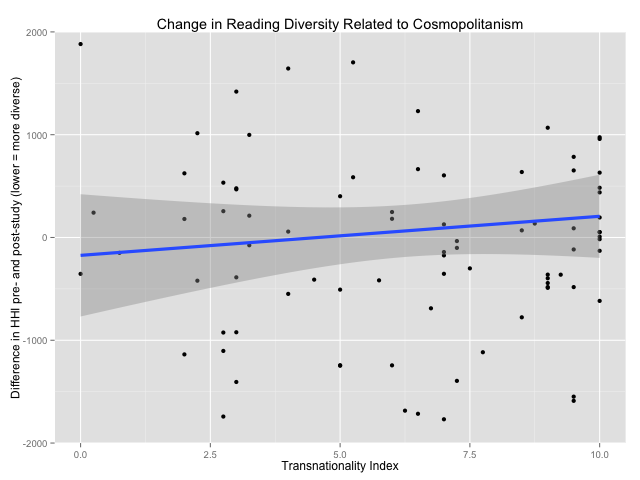 Change in Reading Diversity Related to Cosmopolitanism
Difference in HHI pre- and post-study (lower = more diverse)
2000
1000
0
-1000
-2000
0.0 2.5 5.0 7.5 10.0
Transnationality Index